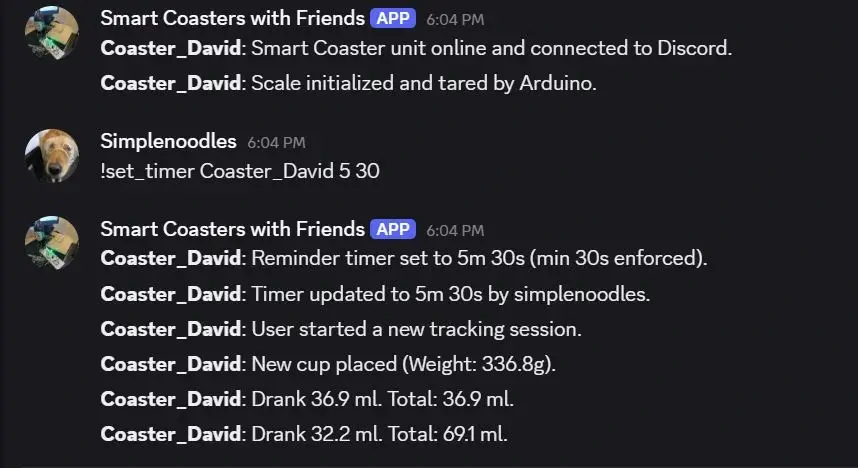 Smart Coasters with Friends APP 6:04 PM
Coaster_David: Smart Coaster unit online and connected to Discord.
Coaster_David: Scale initialized and tared by Arduino.
Simplenoodles 6:04 PM
!set_timer Coaster_David 5 30
Smart Coasters with Friends APP 6:04 PM
Coaster_David: Reminder timer set to 5m 30s (min 30s enforced).
Coaster_David: Timer updated to 5m 30s by simplenoodles.
Coaster_David: User started a new tracking session.
Coaster_David: New cup placed (Weight: 336.8g).
Coaster_David: Drank 36.9 ml. Total: 36.9 ml.
Coaster_David: Drank 32.2 ml. Total: 69.1 ml.